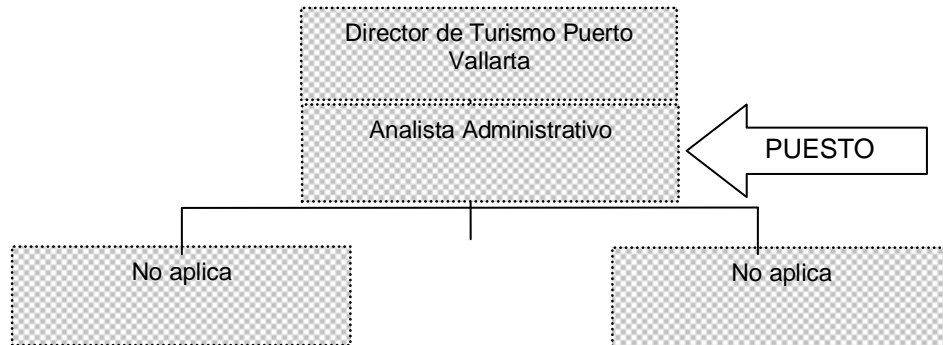 Director de Turismo Puerto
Vallarta
Analista Administrativo
PUESTO
No aplica
No aplica